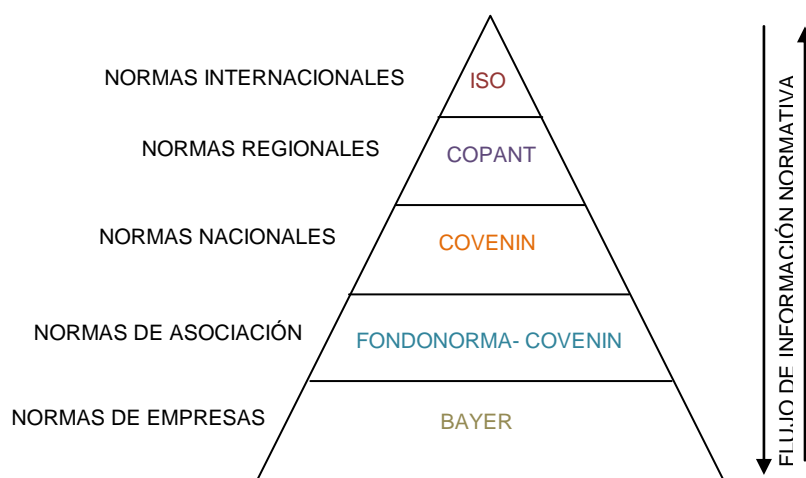 NORMAS INTERNACIONALES
ISO
NORMAS REGIONALES
COPANT
NORMAS NACIONALES
COVENIN
NORMAS DE ASOCIACIÓN
FONDONORMA- COVENIN
NORMAS DE EMPRESAS
BAYER
FLUJO DE INFORMACIÓN NORMATIVA